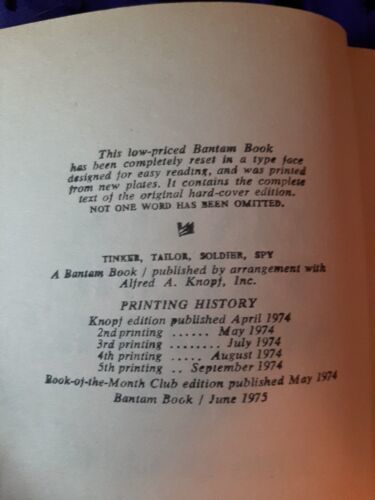 This low-priced Bantam Book
has been completely reset in a type face
designed for easy reading, and was printed
from new plates. It contains the complete
text of the original hard-cover edition.
NOT ONE WORD HAS BEEN OMITTED.
TINKER, TAILOR, SOLDIER, SPY
A Bantam Book / published by arrangement with
Alfred A. Knopf, Inc.
PRINTING HISTORY
Knopf edition published April 1974
2nd printing ...... May 1974
3rd printing ........ July 1974
4th printing ..... August 1974
5th printing .. September 1974
Book-of-the-Month Club edition published May 1974
Bantam Book / June 1975